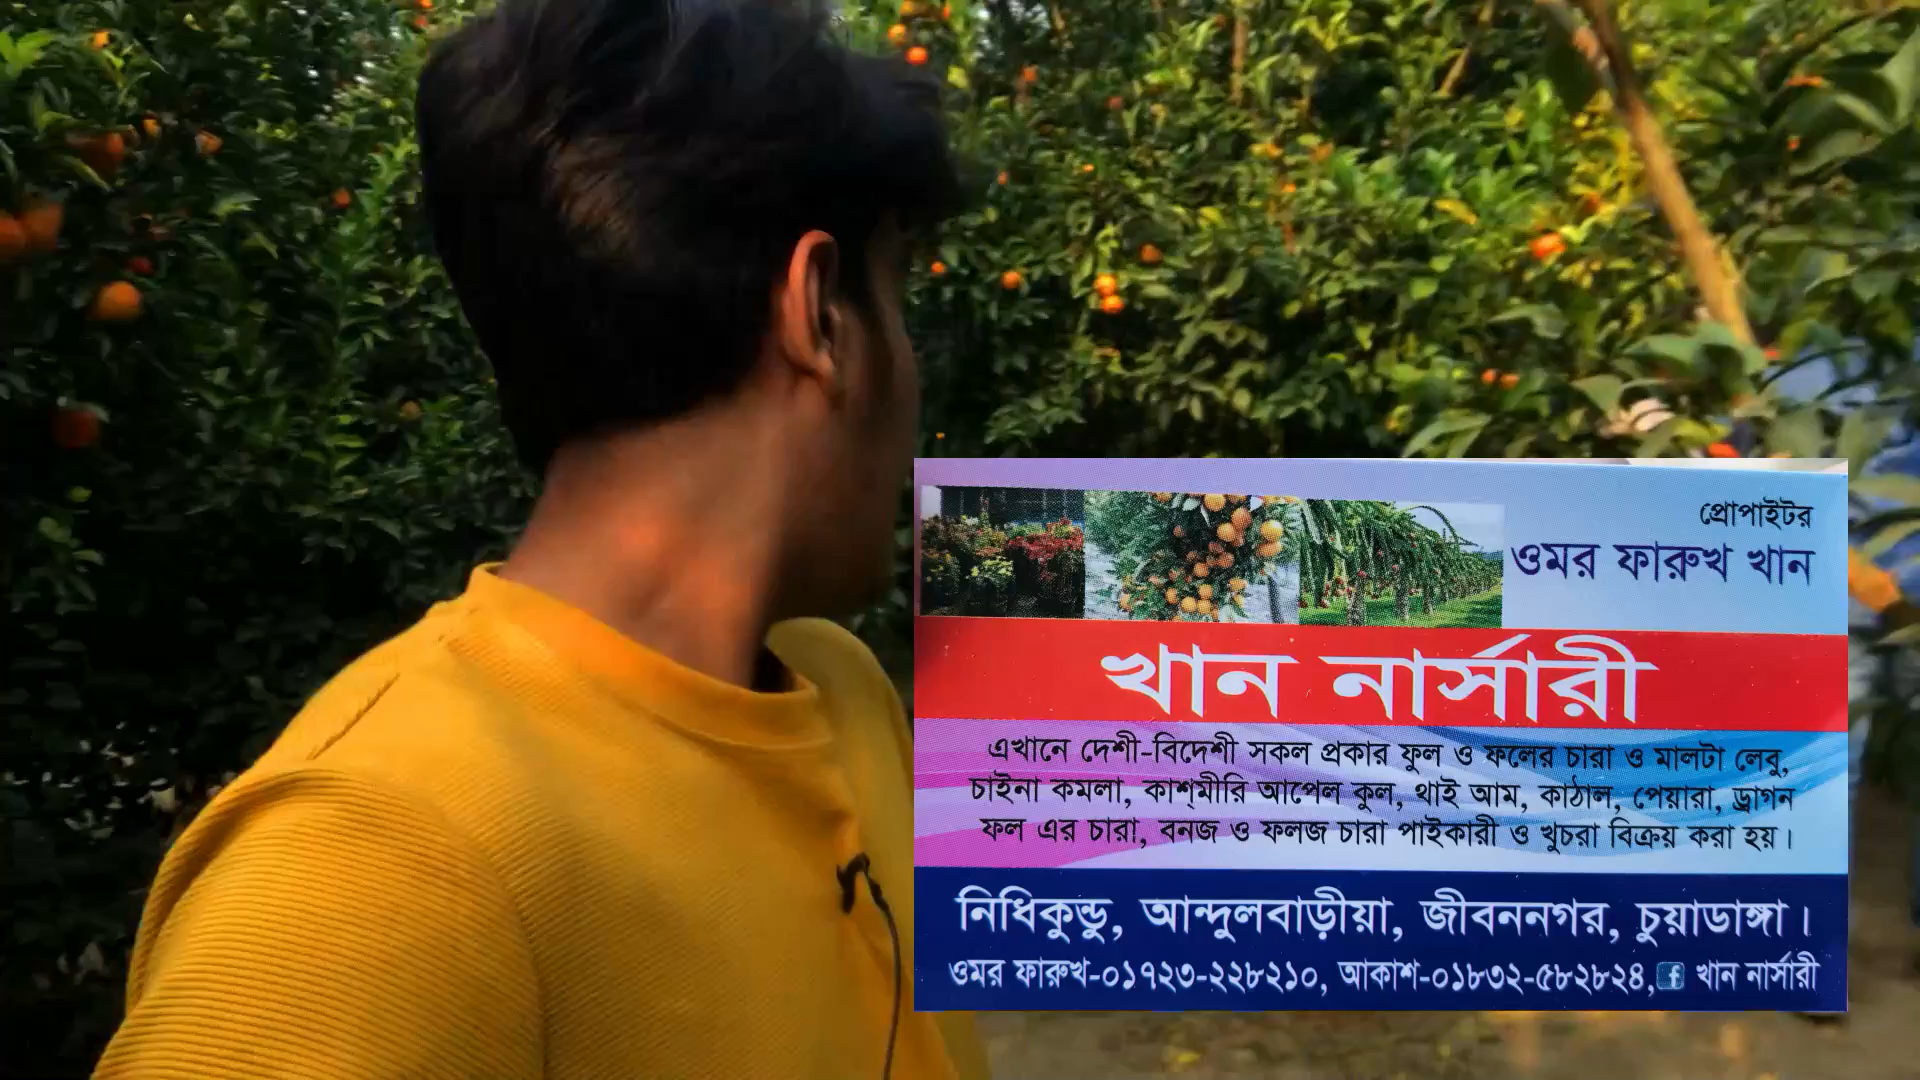 প্রোপাইটর
ওমর ফারুখ খান
খান নার্সারী
এখানে দেশী-বিদেশী সকল প্রকার ফুল ও ফলের চারা ও মালটা লেবু,
চাইনা কমলা, কাশ্মীরি আপেল কুল, থাই আম, কাঠাল, পেয়ারা, ড্রাগন
ফল এর চারা, বনজ ও ফলজ চারা পাইকারী ও খুচরা বিক্রয় করা হয়।
নিধিকুন্ডু, আন্দুলবাড়ীয়া, জীবননগর, চুয়াডাঙ্গা।
ওমর ফারুখ-০১৭২৩-২২৮২১০, আকাশ-০১৮৩২-৫৮২৮২৪, f খান নার্সারী